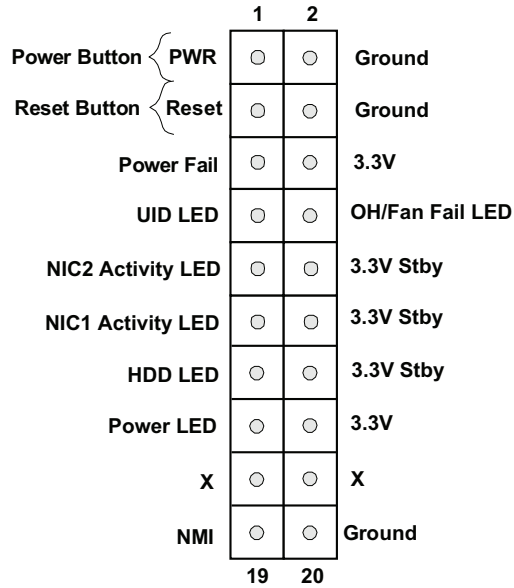 1 2
Power Button PWR Ground
Reset Button Reset Ground
Power Fail 3.3V
UID LED OH/Fan Fail LED
NIC2 Activity LED 3.3V Stby
NIC1 Activity LED 3.3V Stby
HDD LED 3.3V Stby
Power LED 3.3V
X X
NMI Ground
19 20